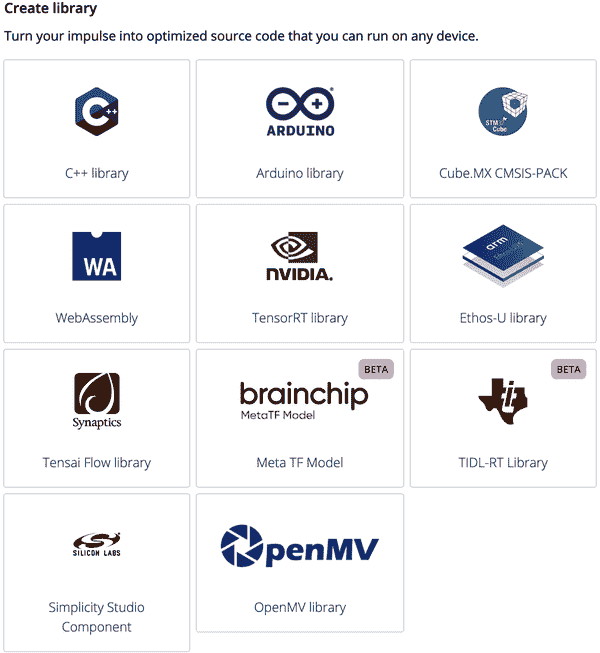 Create library
Turn your impulse into optimized source code that you can run on any device.
C++
C++ library
ARDUINO
Arduino library
STM32
Cube
Cube.MX CMSIS-PACK
WA
WebAssembly
NVIDIA.
TensorRT library
arm
Ethos-U library
Synaptics
Tensai Flow library
BETA
brainchip
MetaTF Model
Meta TF Model
BETA
TIDL-RT Library
SILICON LABS
Simplicity Studio
Component
OpenMV
OpenMV library